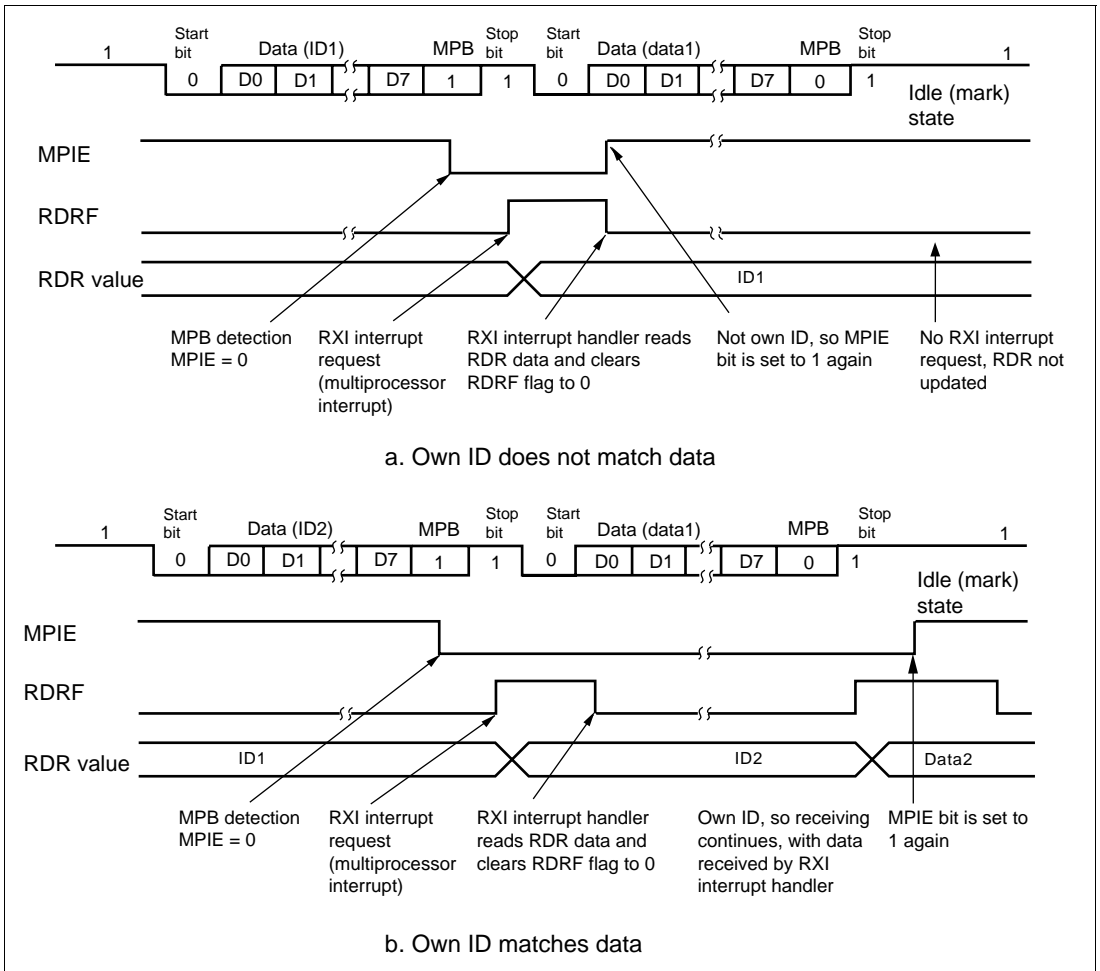 1
Start
bit
Data (ID1)
MPB
Stop
bit
Start
bit
Data (data1)
MPB
Stop
bit
1
0 D0 D1 D7 1 1 0 D0 D1 D7 0 1
Idle (mark)
state
MPIE
RDRF
RDR value
ID1
MPB detection
MPIE = 0
RXI interrupt
request
(multiprocessor
interrupt)
RXI interrupt handler reads
RDR data and clears
RDRF flag to 0
Not own ID, so MPIE
bit is set to 1 again
No RXI interrupt
request, RDR not
updated
a. Own ID does not match data
1
Start
bit
Data (ID2)
MPB
Stop
bit
Start
bit
Data (data1)
MPB
Stop
bit
1
0 D0 D1 D7 1 1 0 D0 D1 D7 0 1
Idle (mark)
state
MPIE
RDRF
RDR value
ID1
ID2
Data2
MPB detection
MPIE = 0
RXI interrupt
request
(multiprocessor
interrupt)
RXI interrupt handler
reads RDR data and
clears RDRF flag to 0
Own ID, so receiving
continues, with data
received by RXI
interrupt handler
MPIE bit is set to
1 again
b. Own ID matches data